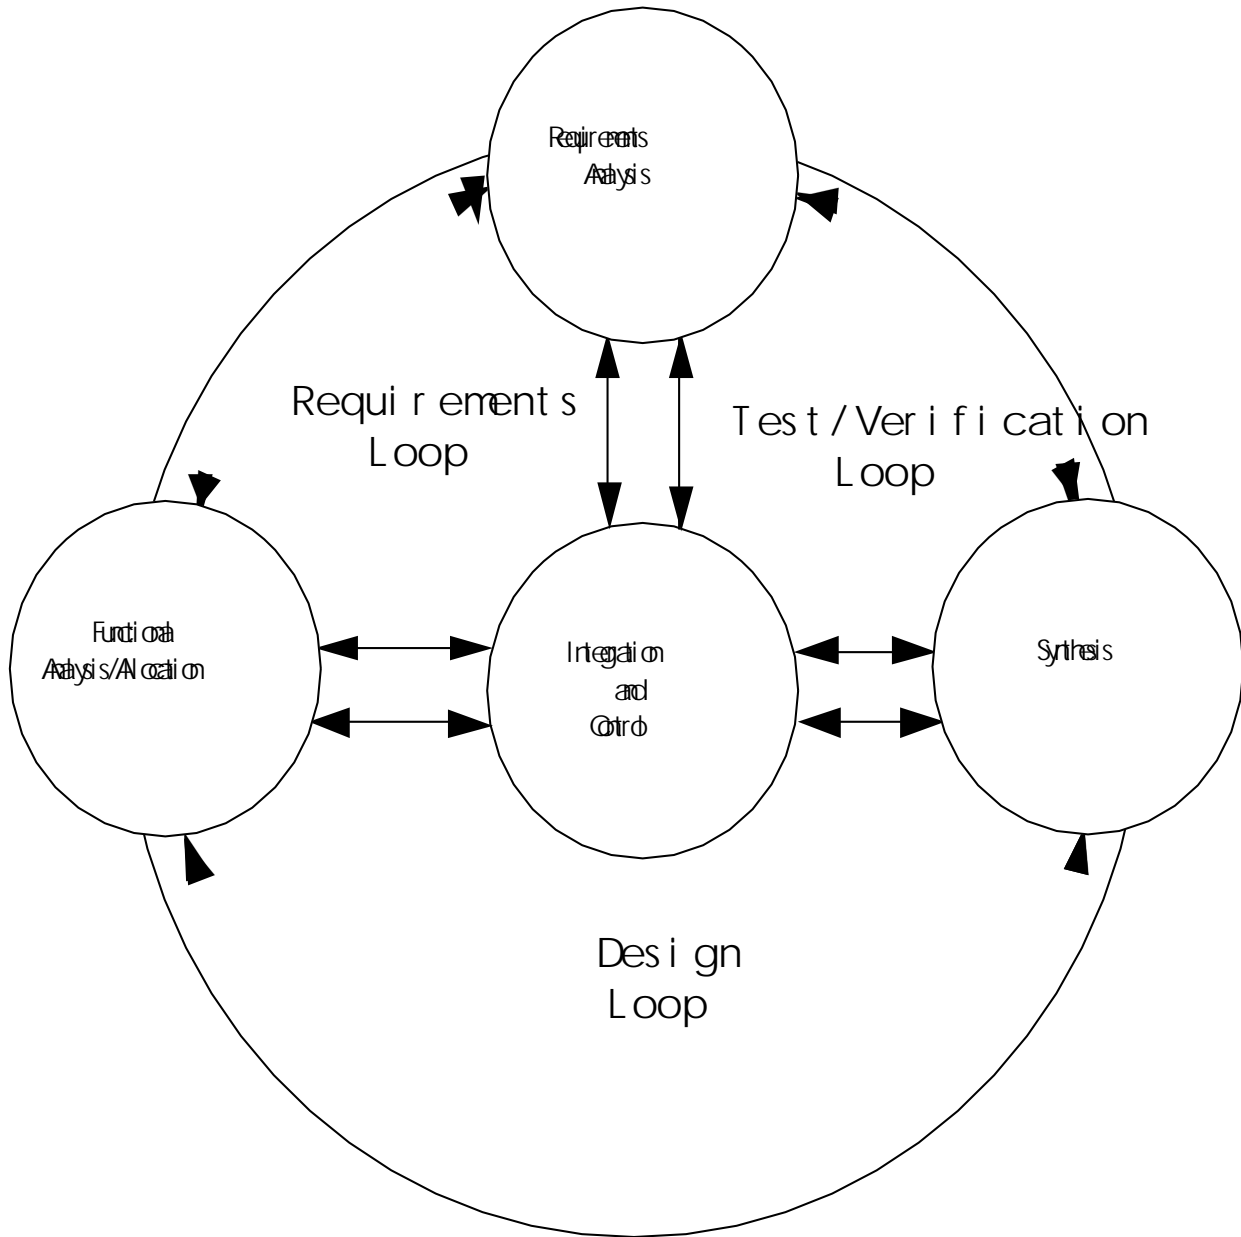 Requirements
Analysis
Requirements
Loop
Test/Verification
Loop
Functional
Analysis/Allocation
Integration
and
Control
Synthesis
Design
Loop